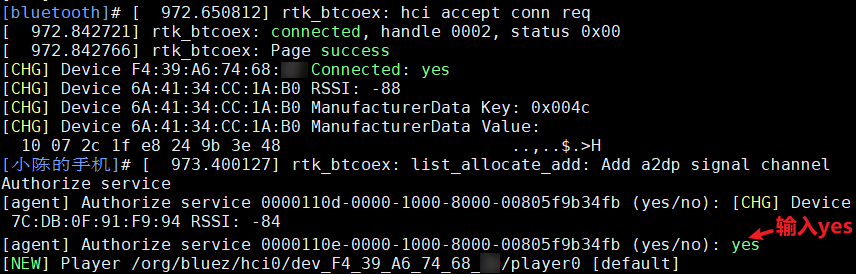 [bluetooth]# [  972.650812] rtk_btcoex: hci accept conn req
[  972.842721] rtk_btcoex: connected, handle 0002, status 0x00
[  972.842766] rtk_btcoex: Page success
[CHG] Device F4:39:A6:74:68: Connected: yes
[CHG] Device 6A:41:34:CC:1A:B0 RSSI: -88
[CHG] Device 6A:41:34:CC:1A:B0 ManufacturerData Key: 0x004c
[CHG] Device 6A:41:34:CC:1A:B0 ManufacturerData Value:
  10 07 2c 1f e8 24 9b 3e 48                       ..,..$.>H
[小陈的手机]# [  973.400127] rtk_btcoex: list_allocate_add: Add a2dp signal channel
Authorize service
[agent] Authorize service 0000110d-0000-1000-8000-00805f9b34fb (yes/no): [CHG] Device
 7C:DB:0F:91:F9:94 RSSI: -84
输入yes
[agent] Authorize service 0000110e-0000-1000-8000-00805f9b34fb (yes/no): yes
[NEW] Player /org/bluez/hci0/dev_F4_39_A6_74_68_/player0 [default]